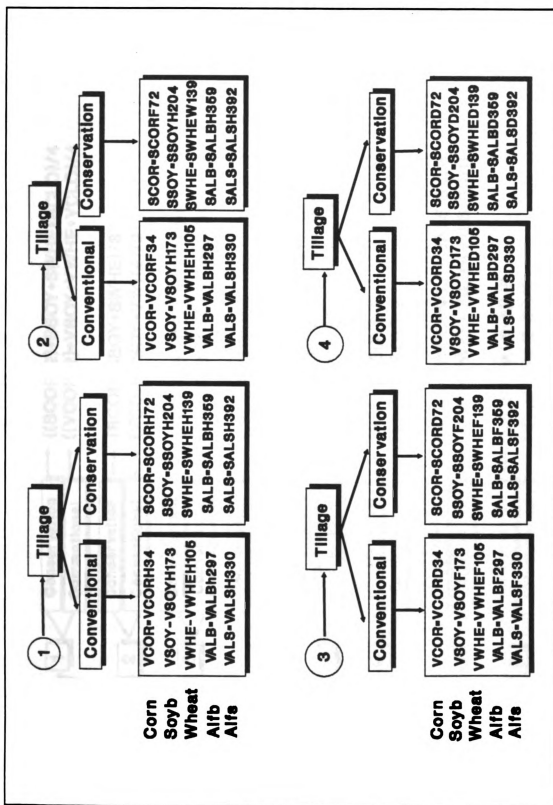 1
Tillage
Conventional
Conservation
Corn
Soyb
Wheat
Alfb
Alfs
VCOR=VCORH34
VSOY-VSOYH173
VWHE-VWHEH105
VALB=VALBh297
VALS=VALSH330
SCOR=SCORH72
SSOY=SSOYH204
SWHE=SWHEH139
SALB=SALBH359
SALS=SALSH392
2
Tillage
Conventional
Conservation
VCOR=VCORF34
VSOY=VSOYH173
VWHE=VWHEH105
VALB=VALBH297
VALS=VALSH330
SCOR=SCORF72
SSOY=SSOYH204
SWHE=SWHEW139
SALB=SALBH359
SALS=SALSH392
3
Tillage
Conventional
Conservation
Corn
Soyb
Wheat
Alfb
Alfs
VCOR=VCORD34
VSOY=VSOYF173
VWHE=VWHEF105
VALB=VALBF297
VALS=VALSF330
SCOR=SCORD72
SSOY=SSOYF204
SWHE=SWHEF139
SALB=SALBF359
SALS=SALSF392
4
Tillage
Conventional
Conservation
VCOR=VCORD34
VSOY=VSOYD173
VWHE=VWHED105
VALB=VALBD297
VALS=VALSD330
SCOR=SCORD72
SSOY=SSOYD204
SWHE=SWHED139
SALB=SALBD359
SALS=SALSD392